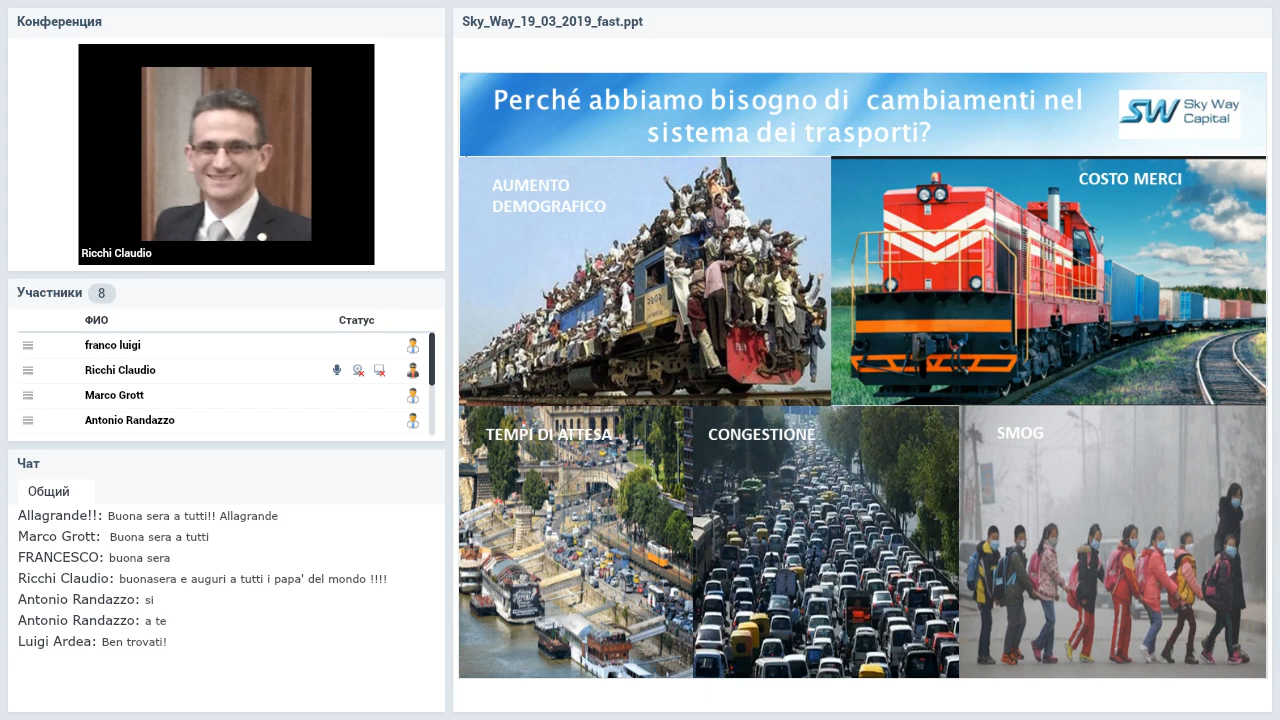 Конференция
Ricchi Claudio
Участники 8
ФИО Статус
franco luigi
Ricchi Claudio
Marco Grott
Antonio Randazzo
Чат
Общий
Allagrande!!: Buona sera a tutti!! Allagrande
Marco Grott: Buona sera a tutti
FRANCESCO: buona sera
Ricchi Claudio: buonasera e auguri a tutti i papa' del mondo !!!!
Antonio Randazzo: si
Antonio Randazzo: a te
Luigi Ardea: Ben trovati!
Sky_Way_19_03_2019_fast.ppt
Perché abbiamo bisogno di cambiamenti nel
sistema dei trasporti?
SW Sky Way
Capital
AUMENTO
DEMOGRAFICO
COSTO MERCI
TEMPI DI ATTESA
CONGESTIONE
SMOG